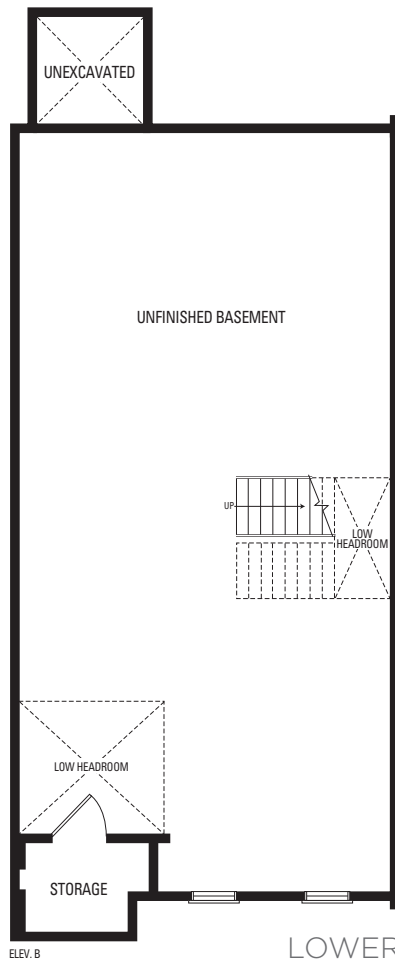 UNEXCAVATED
UNFINISHED BASEMENT
UP
LOW
HEADROOM
LOW HEADROOM
STORAGE
ELEV. B
LOWER